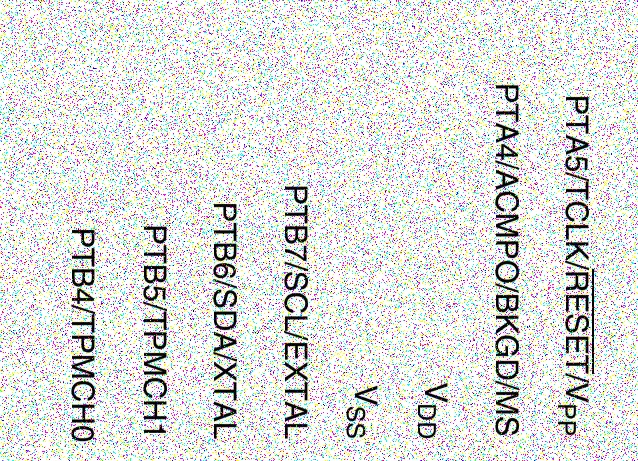 PTA5/TCLK/RESET/VPP
PTA4/ACMPO/BKGD/MS
VDD
VSS
PTB7/SCL/EXTAL
PTB6/SDA/XTAL
PTB5/TPMCH1
PTB4/TPMCH0